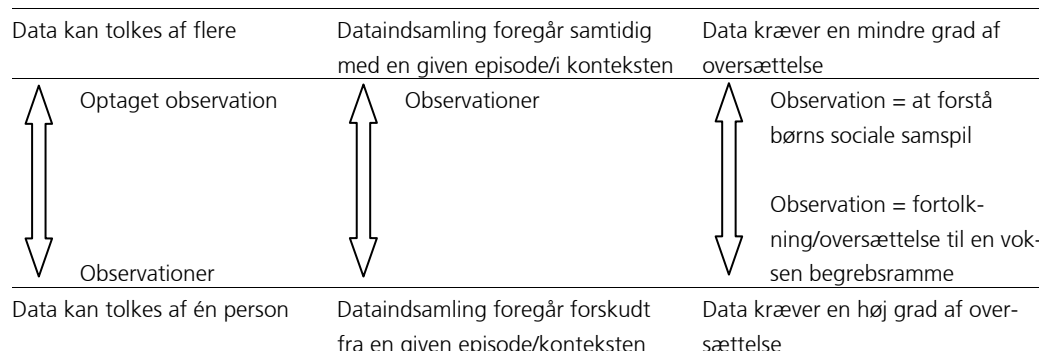 Data kan tolkes af flere
Dataindsamling foregår samtidig
med en given episode/i konteksten
Data kræver en mindre grad af
oversættelse
Optaget observation
Observationer
Observationer
Observation = at forstå
børns sociale samspil
Observation = fortolk-
ning/oversættelse til en vok-
sen begrebsramme
Data kan tolkes af én person
Dataindsamling foregår forskudt
fra en given episode/konteksten
Data kræver en høj grad af over-
sættelse